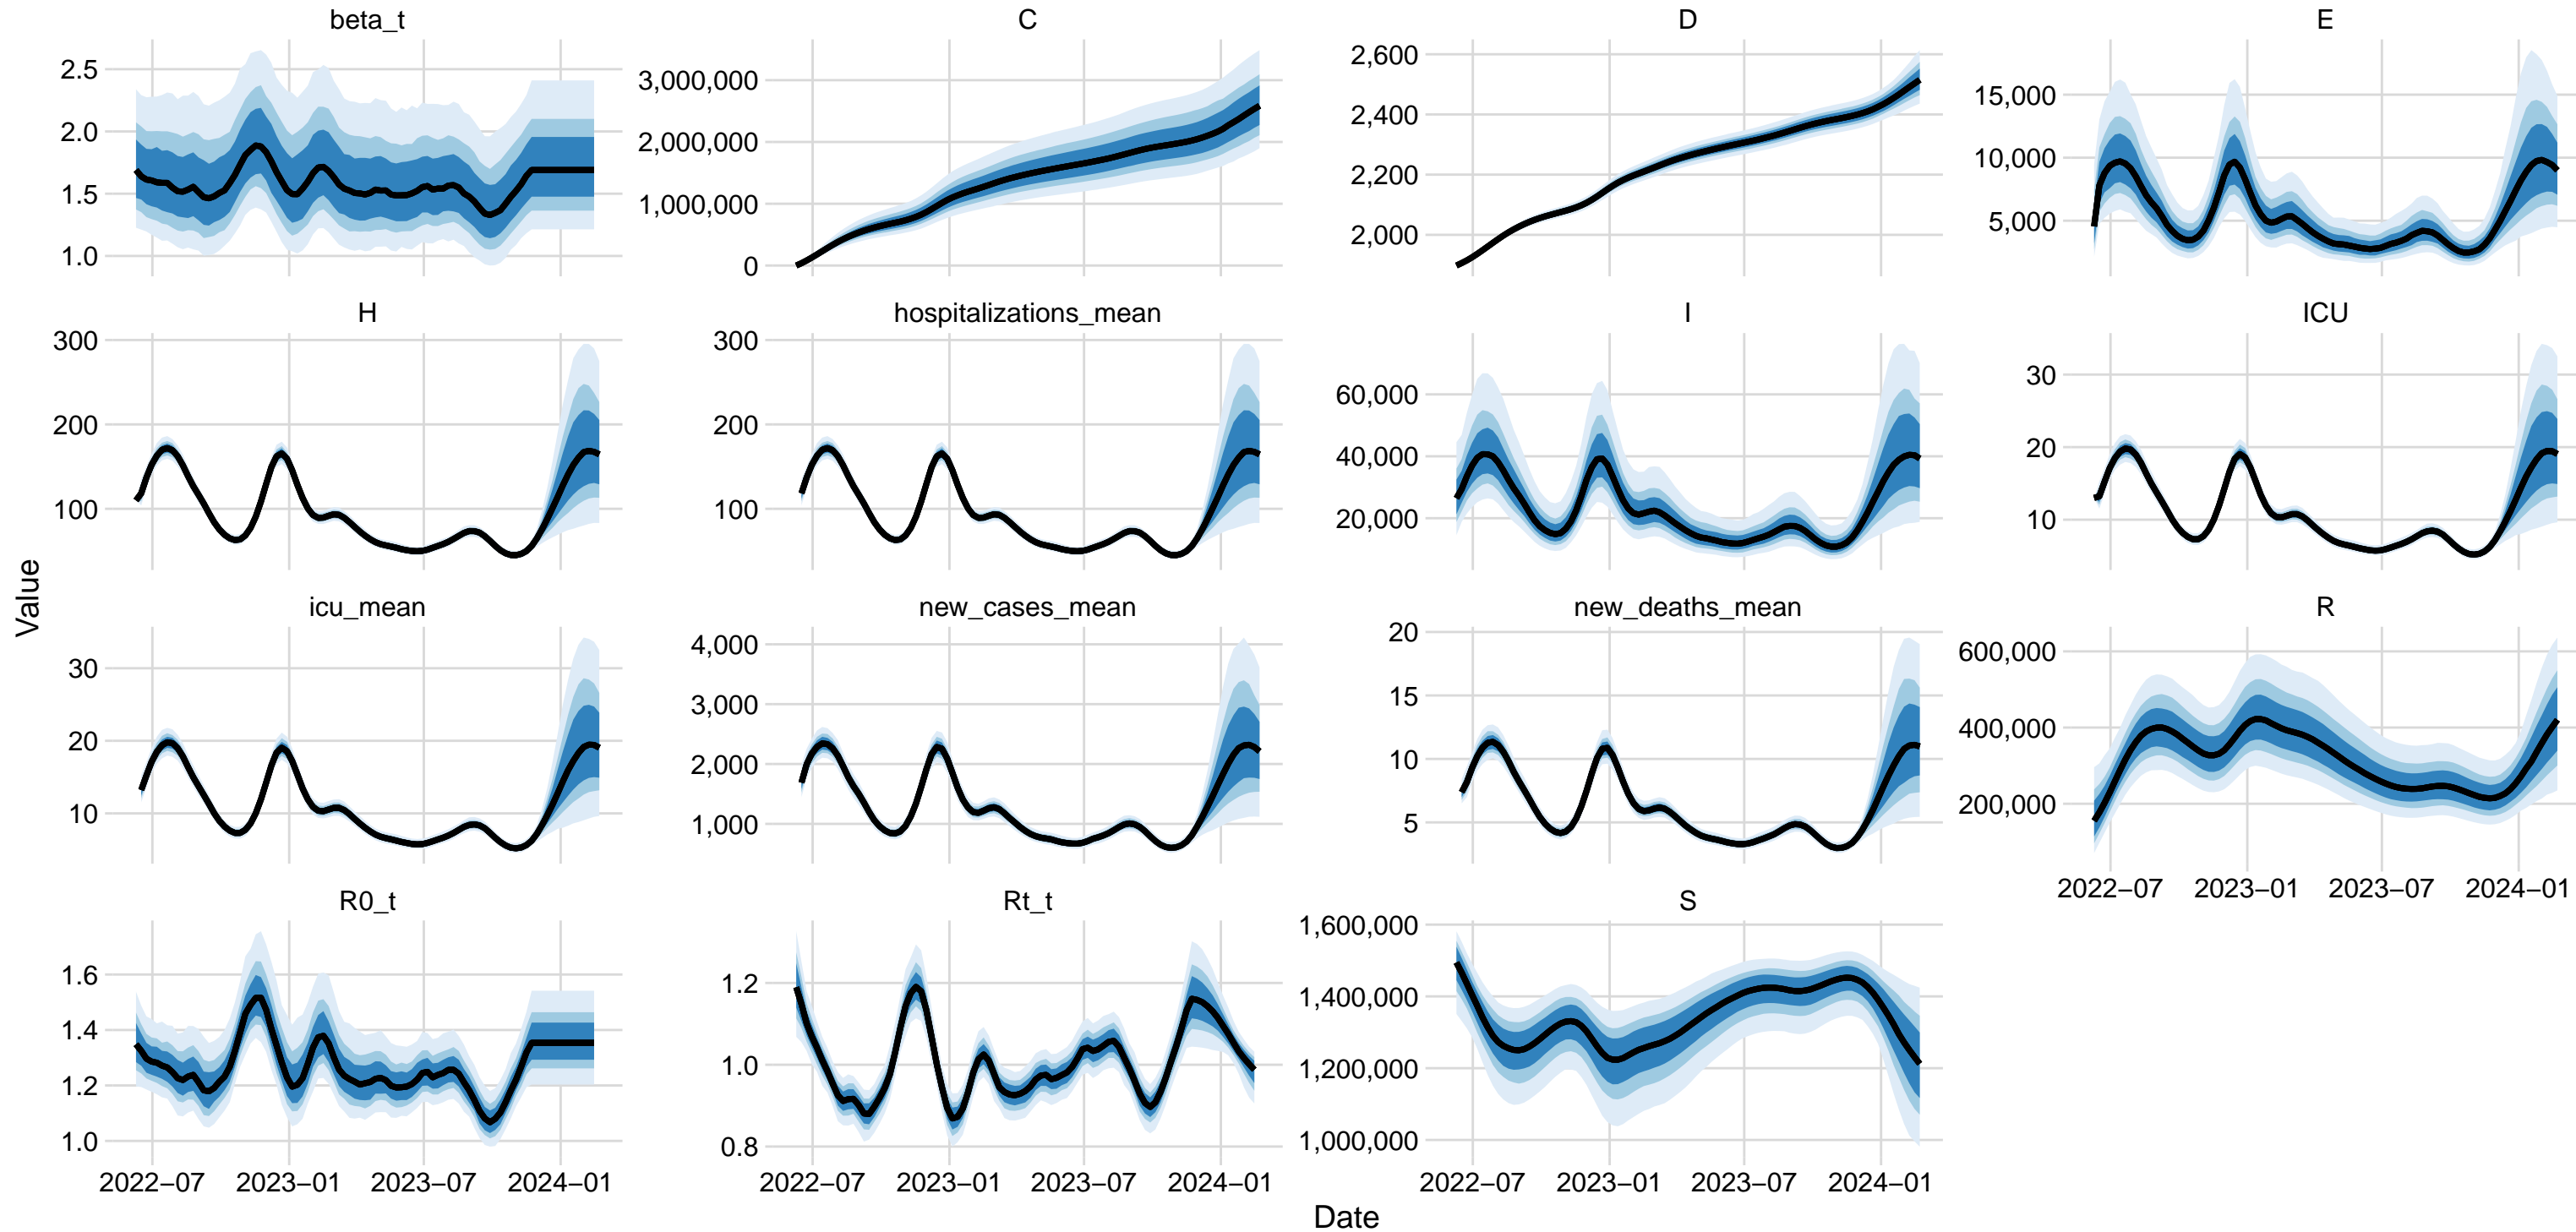 beta_t
C
D
E
2.5
2.0
1.5
1.0
3,000,000
2,000,000
1,000,000
0
2,600
2,400
2,200
2,000
15,000
10,000
5,000
H
hospitalizations_mean
I
ICU
300
200
100
300
200
100
60,000
40,000
20,000
30
20
10
Value
icu_mean
new_cases_mean
new_deaths_mean
R
30
20
10
4,000
3,000
2,000
1,000
20
15
10
5
600,000
400,000
200,000
2022−07 2023−01 2023−07 2024−01
R0_t
Rt_t
S
1.6
1.4
1.2
1.0
1.2
1.0
0.8
1,600,000
1,400,000
1,200,000
1,000,000
2022−07 2023−01 2023−07 2024−01
2022−07 2023−01 2023−07 2024−01
2022−07 2023−01 2023−07 2024−01
Date